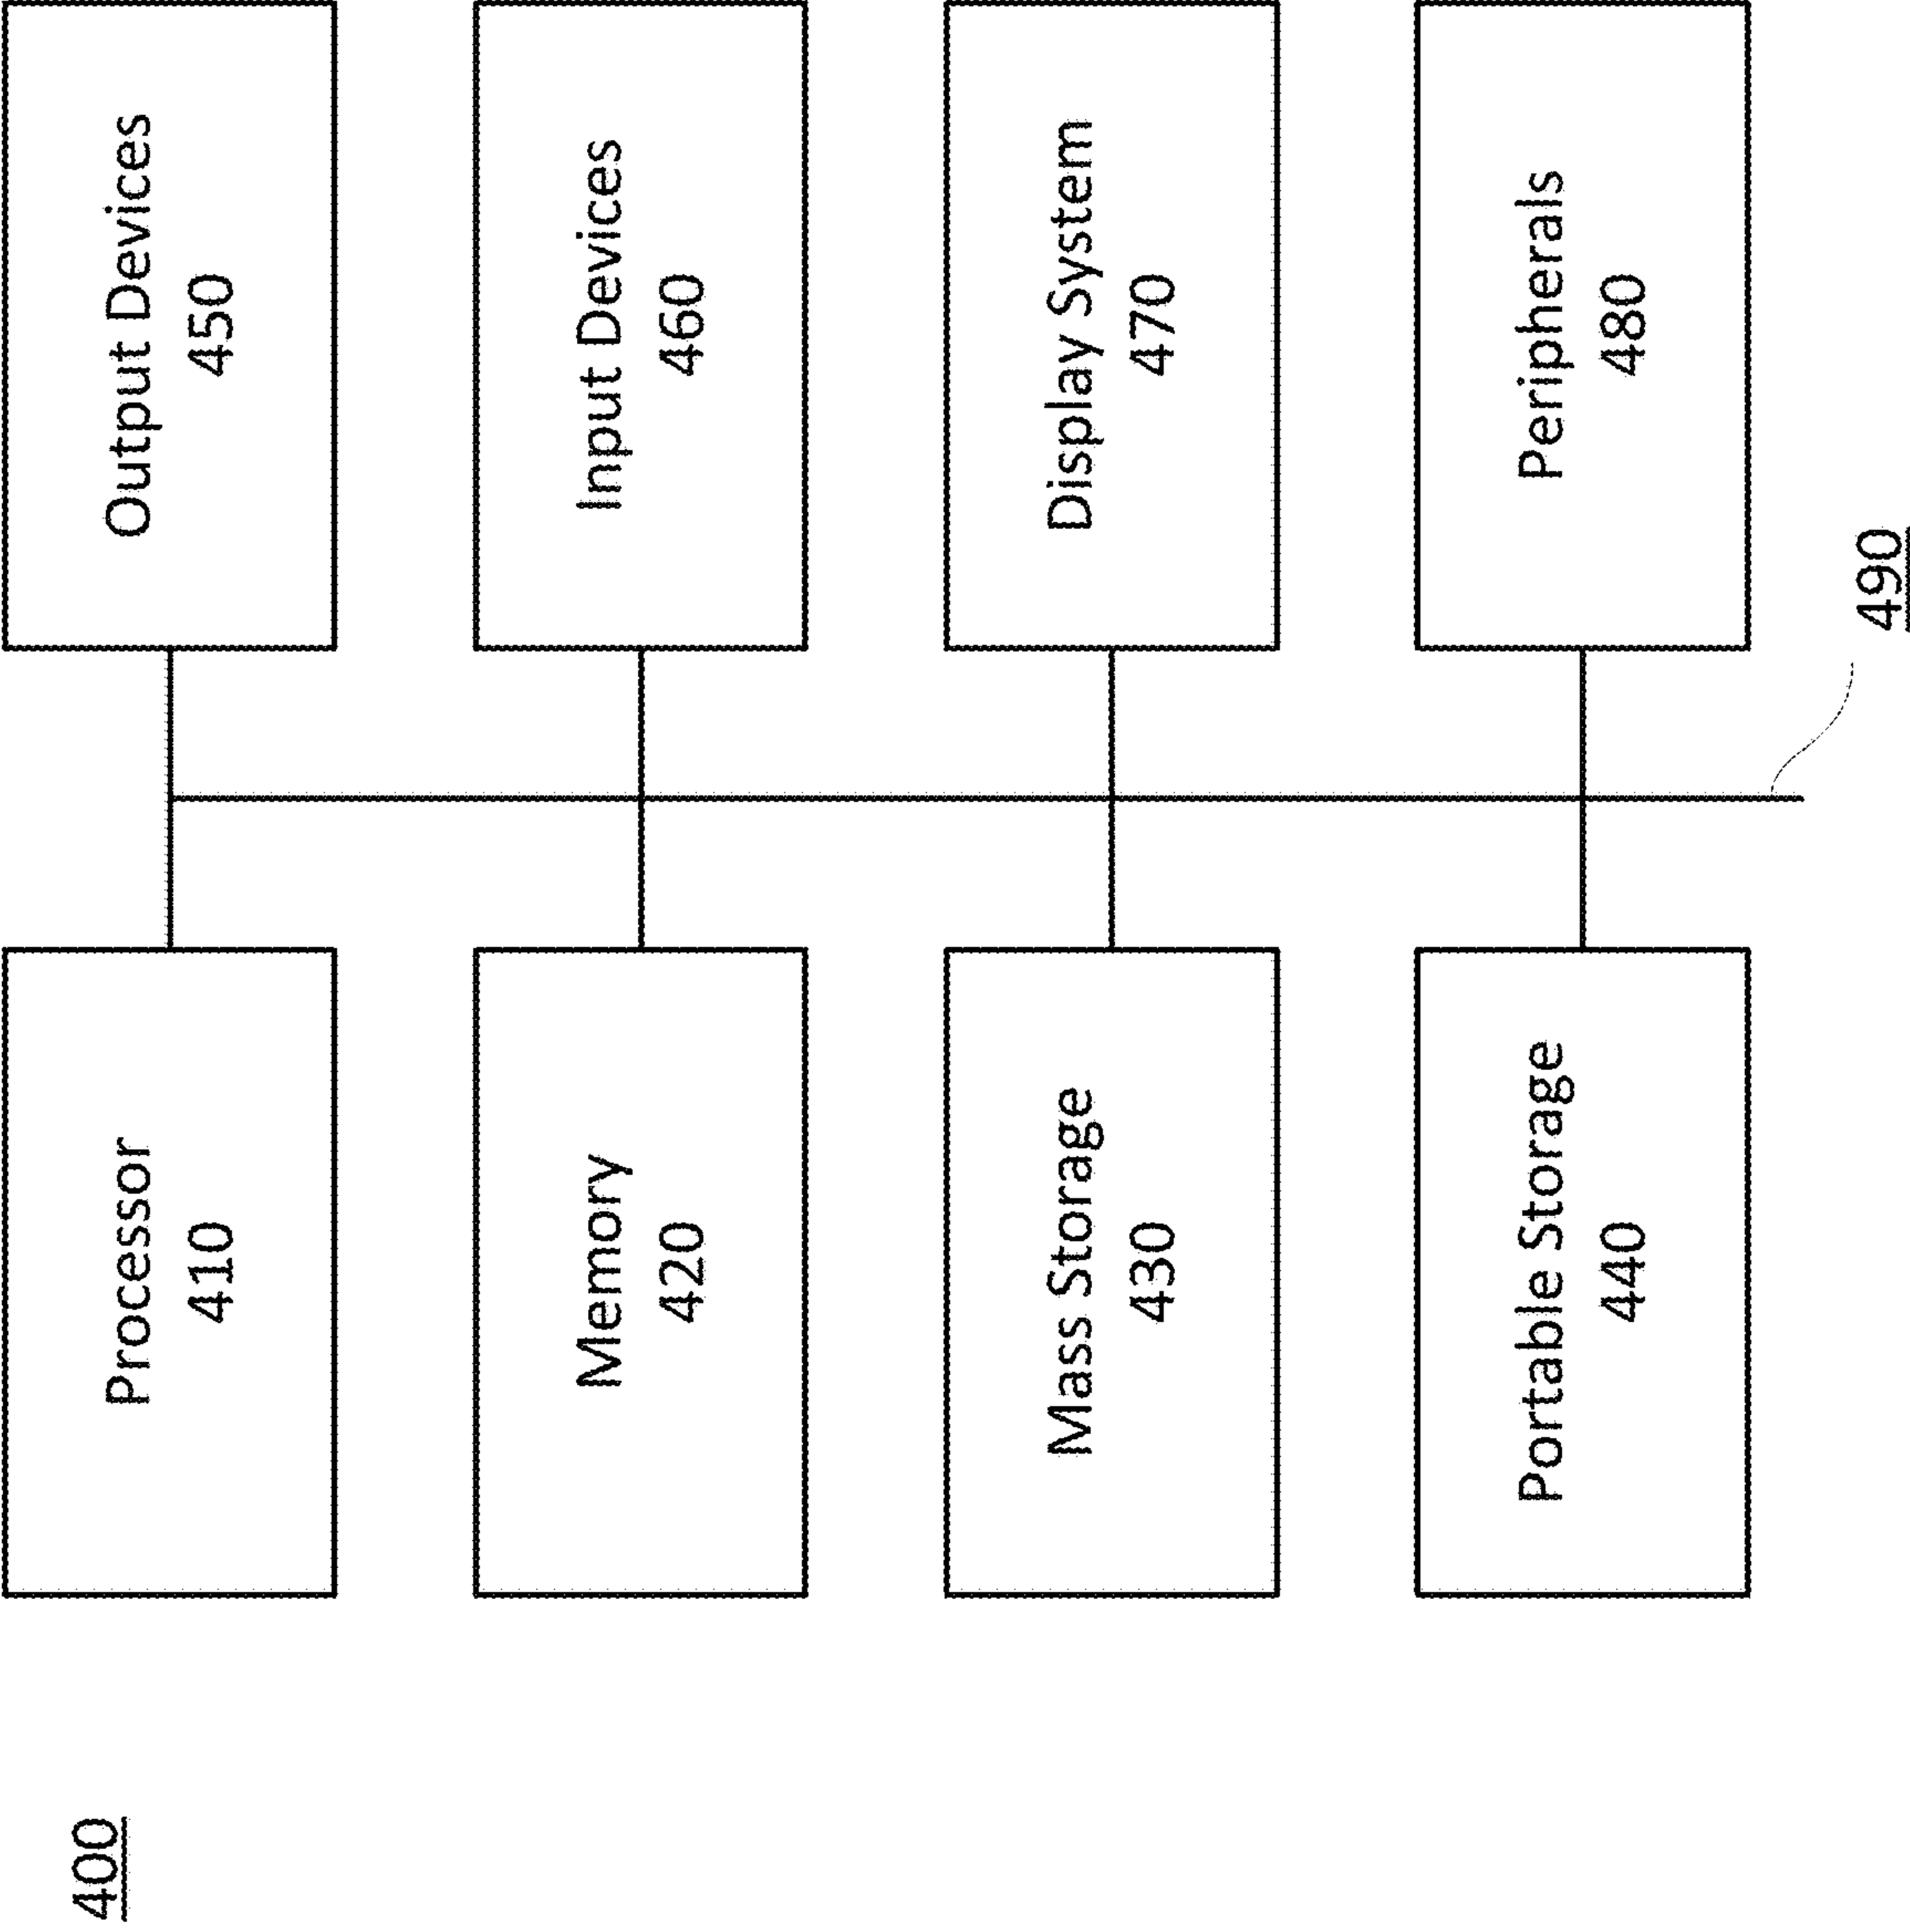 400
Processor
410
Output Devices
450
Memory
420
Input Devices
460
Mass Storage
430
Display System
470
Portable Storage
440
Peripherals
480
490